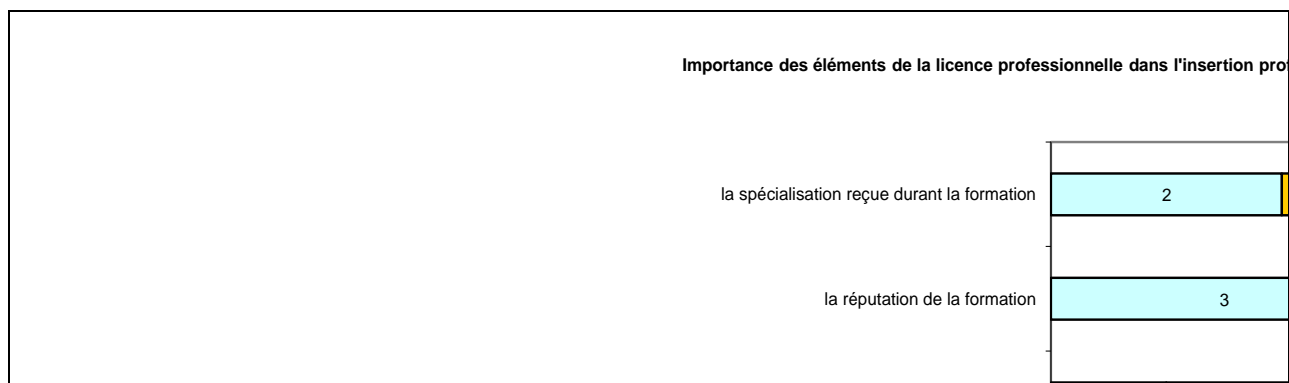 Importance des éléments de la licence professionnelle dans l'insertion
la spécialisation reçue durant la formation 2
la réputation de la formation 3